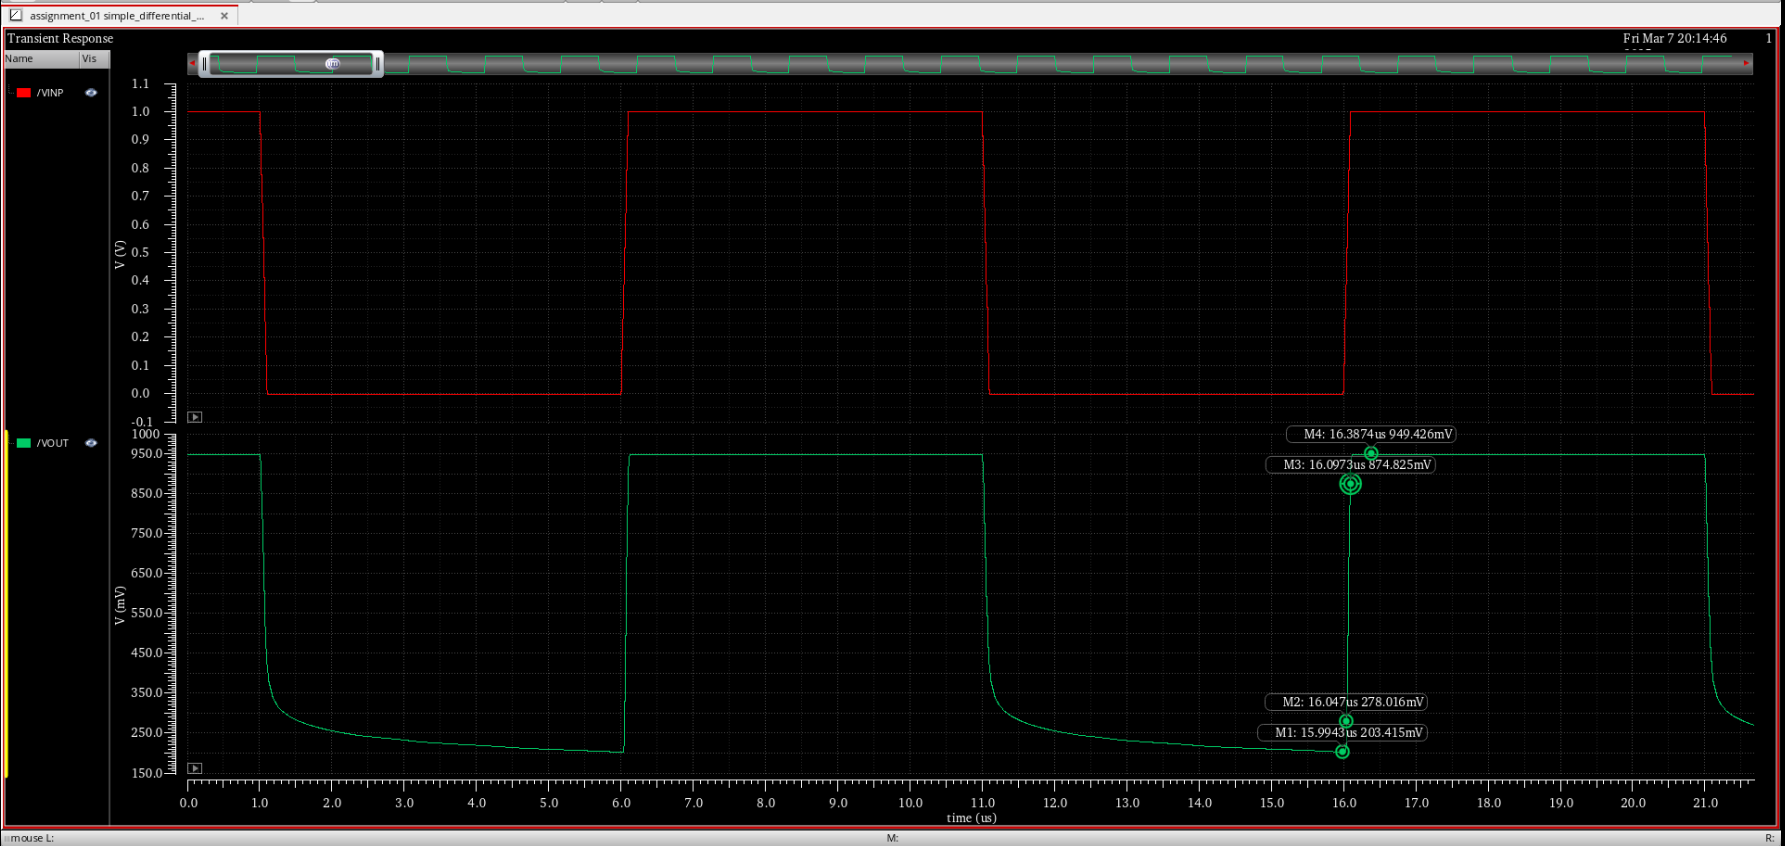 assignment_01 simple_differential_...
Transient Response
Fri Mar 7 20:14:46 1
Name Vis
/VINP
1.1
1.0
0.9
0.8
0.7
0.6
0.5
0.4
0.3
0.2
0.1
0.0
-0.1
V (V)
/VOUT
1000
950.0
850.0
750.0
650.0
550.0
450.0
350.0
250.0
150.0
V (mV)
M4: 16.3874us 949.426mV
M3: 16.0973us 874.825mV
M2: 16.047us 278.016mV
M1: 15.9943us 203.415mV
0.0 1.0 2.0 3.0 4.0 5.0 6.0 7.0 8.0 9.0 10.0 11.0 12.0 13.0 14.0 15.0 16.0 17.0 18.0 19.0 20.0 21.0
time (us)
mouse L: M: R: